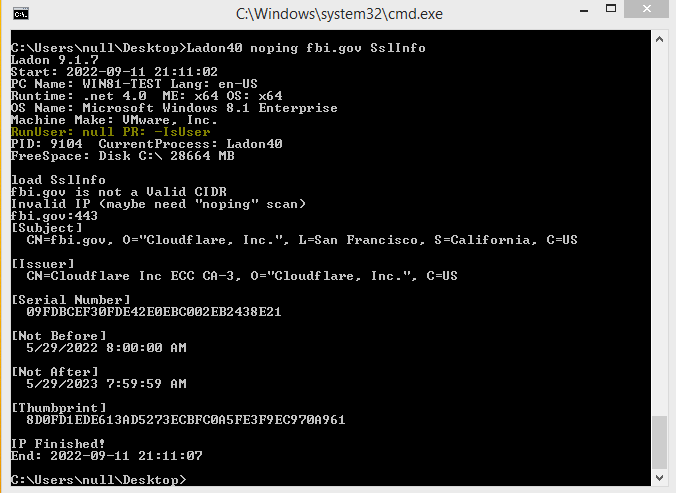 C:\Windows\system32\cmd.exe
C:\Users\null\Desktop>Ladon40 noping fbi.gov SslInfo
Ladon 9.1.7
Start: 2022-09-11 21:11:02
PC Name: WIN81-TEST Lang: en-US
Runtime: .net 4.0  ME: x64 OS: x64
OS Name: Microsoft Windows 8.1 Enterprise
Machine Make: VMware, Inc.
RunUser: null PR: -IsUser
PID: 9104  CurrentProcess: Ladon40
FreeSpace: Disk C:\ 28664 MB
load SslInfo
fbi.gov is not a Valid CIDR
Invalid IP (maybe need "noping" scan)
fbi.gov:443
[Subject]
CN=fbi.gov, O="Cloudflare, Inc.", L=San Francisco, S=California, C=US
[Issuer]
CN=Cloudflare Inc ECC CA-3, O="Cloudflare, Inc.", C=US
[Serial Number]
09FDBCEF30FDE42E0EBC002EB2438E21
[Not Before]
5/29/2022 8:00:00 AM
[Not After]
5/29/2023 7:59:59 AM
[Thumbprint]
8D0FD1EDE613AD5273ECBFC0A5FE3F9EC970A961
IP Finished!
End: 2022-09-11 21:11:07
C:\Users\null\Desktop>